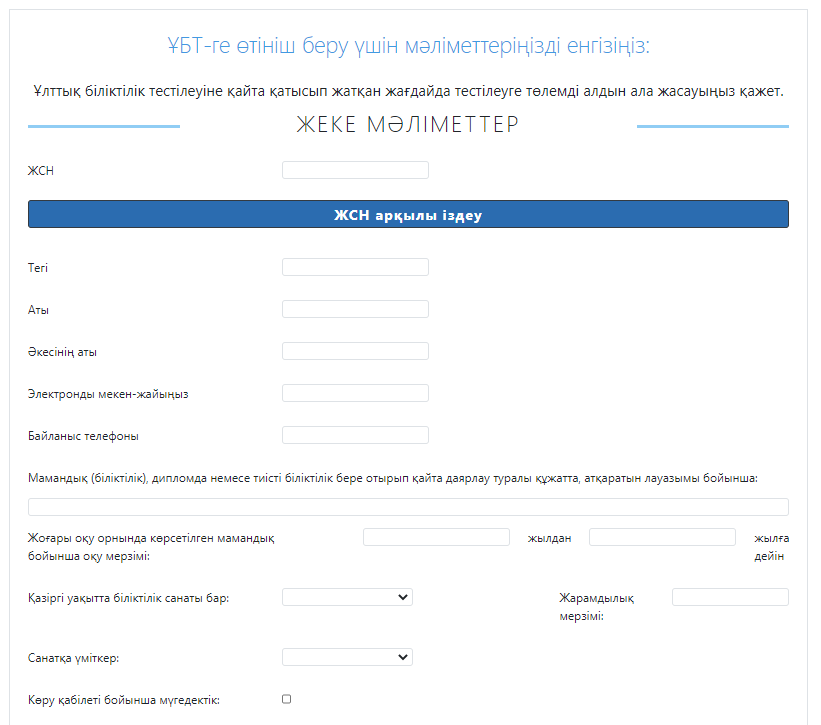 ҰБТ-ге өтініш беру үшін мәліметтеріңізді енгізіңіз:
Ұлттық біліктілік тестілеуіне қайта қатысып жатқан жағдайда тестілеуге төлемді алдын ала жасауыңыз қажет.
ЖЕКЕ МӘЛІМЕТТЕР
ЖСН
ЖСН арқылы іздеу
Тегі
Аты
Әкесінің аты
Электронды мекен-жайыңыз
Байланыс телефоны
Мамандық (біліктілік), дипломда немесе тиісті біліктілік бере отырып қайта даярлау туралы құжатта, атқаратын лауазымы бойынша:
Жоғары оқу орнында көрсетілген мамандық жылдан жылға
бойынша оқу мерзімі: дейін
Қазіргі уақытта біліктілік санаты бар: Жарамдылық
мерзімі:
Санатқа үміткер:
Көру қабілеті бойынша мүгедектік: